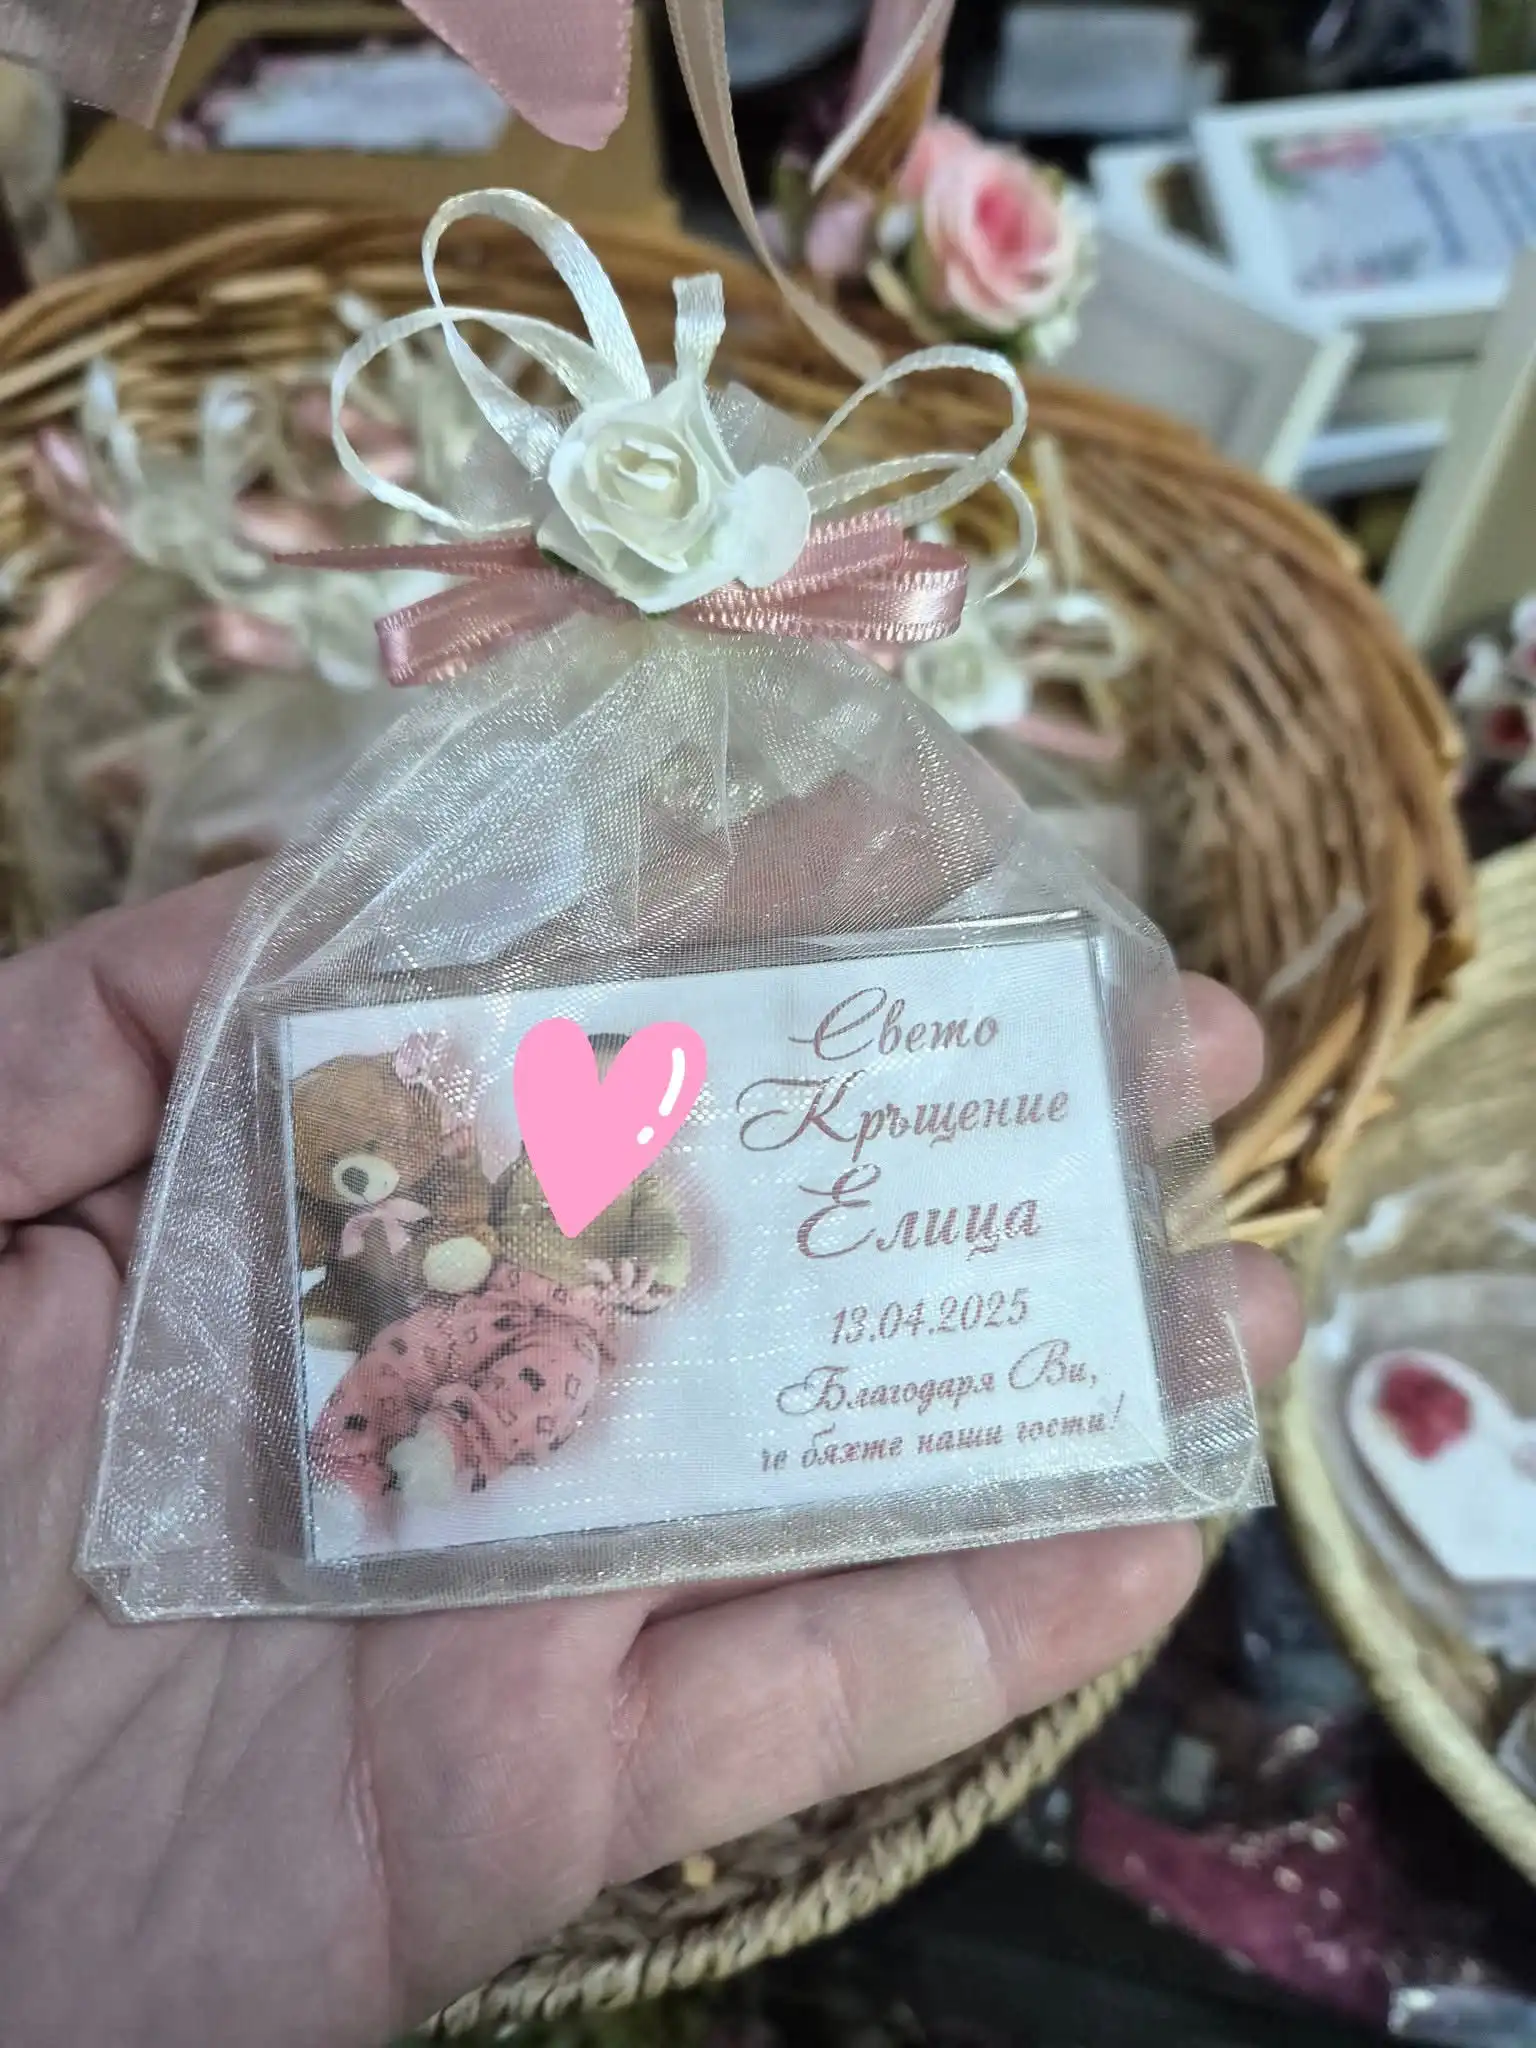 Свето
Кръщение
Елица
13.04.2025
Благодаря Ви,
че бяхте наши гости!